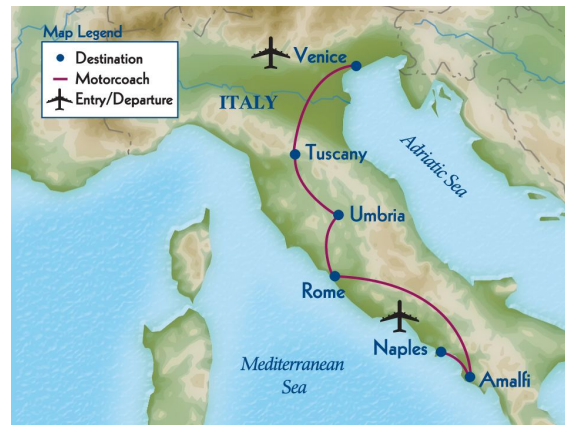 Map Legend
Destination
Motorcoach
Entry/Departure
Venice
ITALY
Tuscany
Adriatic Sea
Umbria
Rome
Naples
Mediterranean
Sea
Amalfi